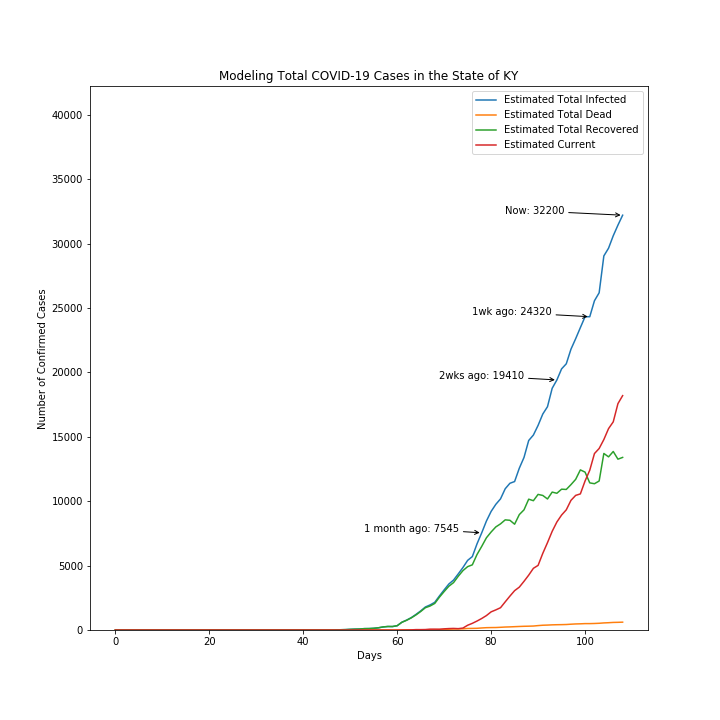 Modeling Total COVID-19 Cases in the State of KY
Estimated Total Infected
Estimated Total Dead
Estimated Total Recovered
Estimated Current
40000
35000
30000
25000
20000
15000
10000
5000
0
Number of Confirmed Cases
Now: 32200
1wk ago: 24320
2wks ago: 19410
1 month ago: 7545
0 20 40 60 80 100
Days